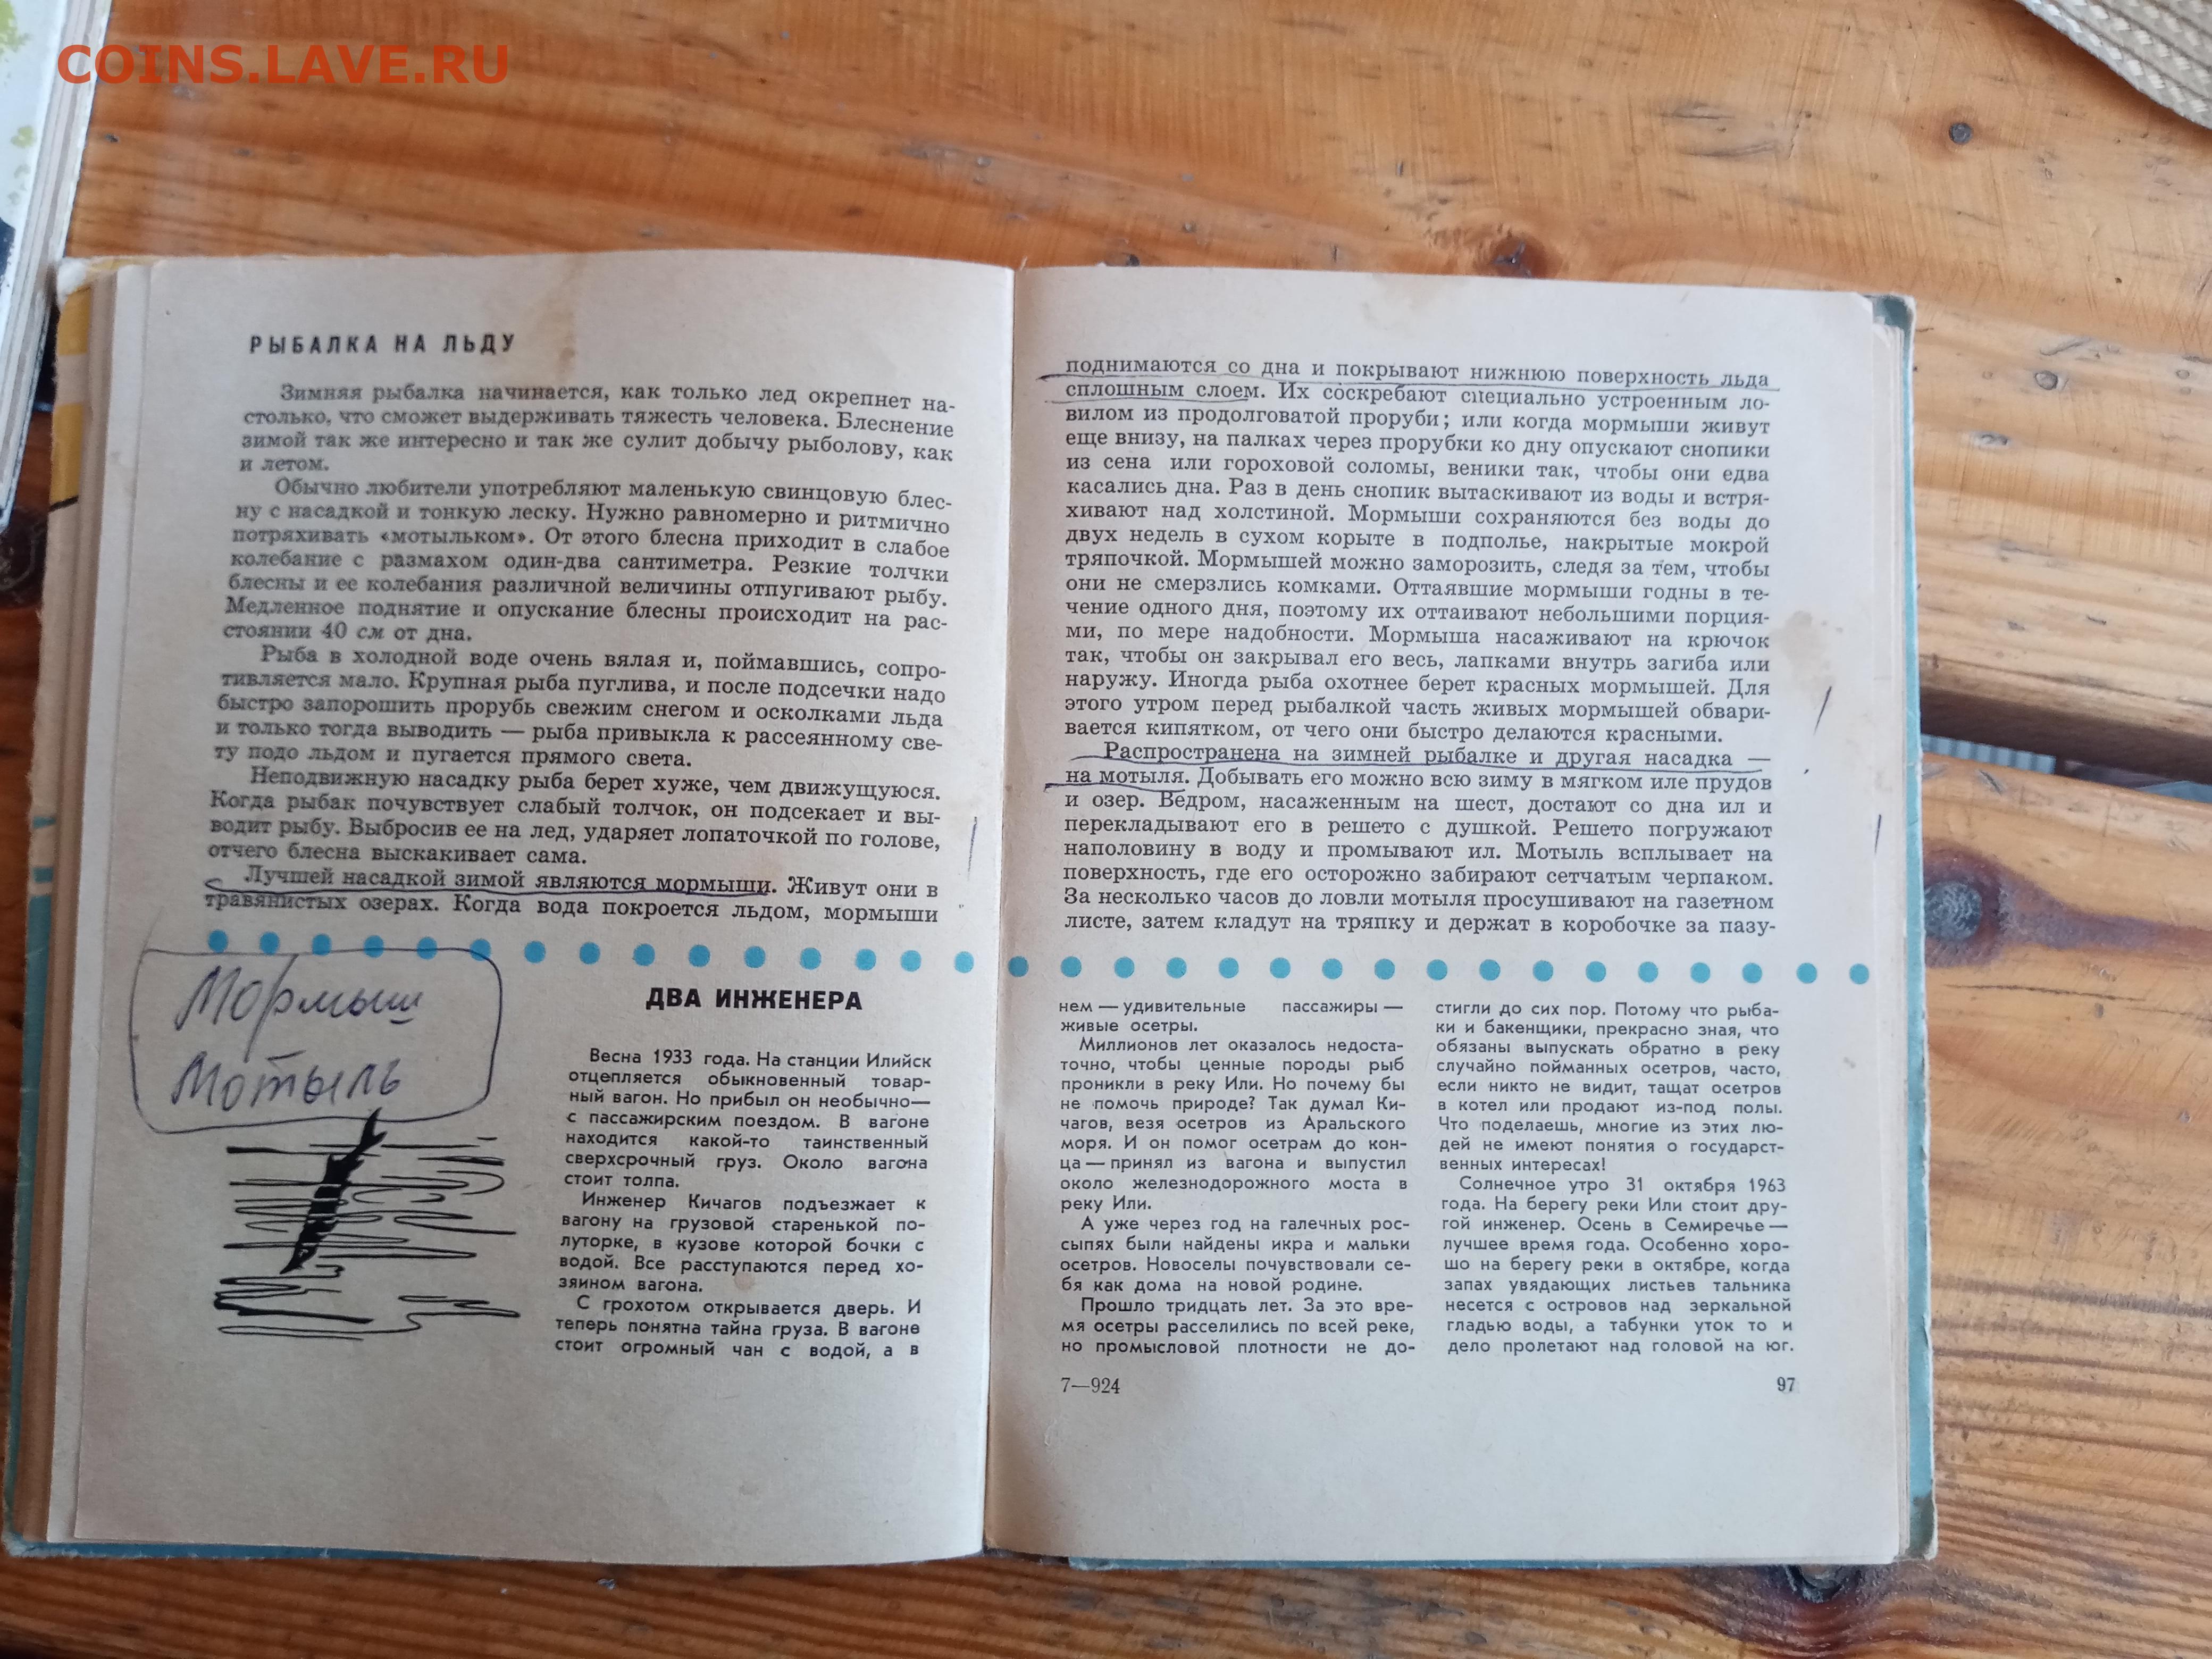 COINS.LAVE.RU
РЫБАЛКА НА ЛЬДУ
Зимняя рыбалка начинается, как только лед окрепнет на-
столько, что сможет выдерживать тяжесть человека. Блеснение
зимой так же интересно и так же сулит добычу рыболову, как
и летом.
Обычно любители употребляют маленькую свинцовую блес-
ну с насадкой и тонкую леску. Нужно равномерно и ритмично
потряхивать «мотыльком». От этого блесна приходит в слабое
колебание с размахом один-два сантиметра. Резкие толчки
блесны и ее колебания различной величины отпугивают рыбу.
Медленное поднятие и опускание блесны происходит на рас-
стоянии 40 см от дна.
Рыба в холодной воде очень вялая и, поймавшись, сопро-
тивляется мало. Крупная рыба пуглива, и после подсечки надо
быстро запорошить прорубь свежим снегом и осколками льда
и только тогда выводить — рыба привыкла к рассеянному све-
ту подо льдом и пугается прямого света.
Неподвижную насадку рыба берет хуже, чем движущуюся.
Когда рыбак почувствует слабый толчок, он подсекает и вы-
водит рыбу. Выбросив ее на лед, ударяет лопаточкой по голове,
отчего блесна выскакивает сама.
Лучшей насадкой зимой являются мормыши. Живут они в
травянистых озерах. Когда вода покроется льдом, мормыши
Мормыш
Мотыль
ДВА ИНЖЕНЕРА
Весна 1933 года. На станции Илийск
отцепляется обыкновенный товар-
ный вагон. Но прибыл он необычно—
с пассажирским поездом. В вагоне
находится какой-то таинственный
сверхсрочный груз. Около вагона
стоит толпа.
Инженер Кичагов подъезжает к
вагону на грузовой старенькой по-
луторке, в кузове которой бочки с
водой. Все расступаются перед хо-
зяином вагона.
С грохотом открывается дверь. И
теперь понятна тайна груза. В вагоне
стоит огромный чан с водой, а в
поднимаются со дна и покрывают нижнюю поверхность льда
сплошным слоем. Их соскребают специально устроенным ло-
вилом из продолговатой проруби; или когда мормыши живут
еще внизу, на палках через прорубки ко дну опускают снопики
из сена или гороховой соломы, веники так, чтобы они едва
касались дна. Раз в день снопик вытаскивают из воды и встря-
хивают над холстиной. Мормыши сохраняются без воды до
двух недель в сухом корыте в подполье, накрытые мокрой
тряпочкой. Мормышей можно заморозить, следя за тем, чтобы
они не смерзлись комками. Оттаявшие мормыши годны в те-
чение одного дня, поэтому их оттаивают небольшими порция-
ми, по мере надобности. Мормыша насаживают на крючок
так, чтобы он закрывал его весь, лапками внутрь загиба или
наружу. Иногда рыба охотнее берет красных мормышей. Для
этого утром перед рыбалкой часть живых мормышей обвари-
вается кипятком, от чего они быстро делаются красными.
Распространена на зимней рыбалке и другая насадка —
на мотыля. Добывать его можно всю зиму в мягком иле прудов
и озер. Ведром, насаженным на шест, достают со дна ил и
перекладывают его в решето с душкой. Решето погружают
наполовину в воду и промывают ил. Мотыль всплывает на
поверхность, где его осторожно забирают сетчатым черпаком.
За несколько часов до ловли мотыля просушивают на газетном
листе, затем кладут на тряпку и держат в коробочке за пазу-
нем — удивительные пассажиры —
живые осетры.
Миллионов лет оказалось недоста-
точно, чтобы ценные породы рыб
проникли в реку Или. Но почему бы
не помочь природе? Так думал Ки-
чагов, везя осетров из Аральского
моря. И он помог осетрам до кон-
ца — принял из вагона и выпустил
около железнодорожного моста в
реку Или.
А уже через год на галечных рос-
сыпях были найдены икра и мальки
осетров. Новоселы почувствовали се-
бя как дома на новой родине.
Прошло тридцать лет. За это вре-
мя осетры расселились по всей реке,
но промысловой плотности не до-
стигли до сих пор. Потому что рыба-
ки и бакенщики, прекрасно зная, что
обязаны выпускать обратно в реку
случайно пойманных осетров, часто,
если никто не видит, тащат осетров
в котел или продают из-под полы.
Что поделаешь, многие из этих лю-
дей не имеют понятия о государст-
венных интересах!
Солнечное утро 31 октября 1963
года. На берегу реки Или стоит дру-
гой инженер. Осень в Семиречье —
лучшее время года. Особенно хоро-
шо на берегу реки в октябре, когда
запах увядающих листьев тальника
несется с островов над зеркальной
гладью воды, а табунки уток то и
дело пролетают над головой на юг.
7—924
97